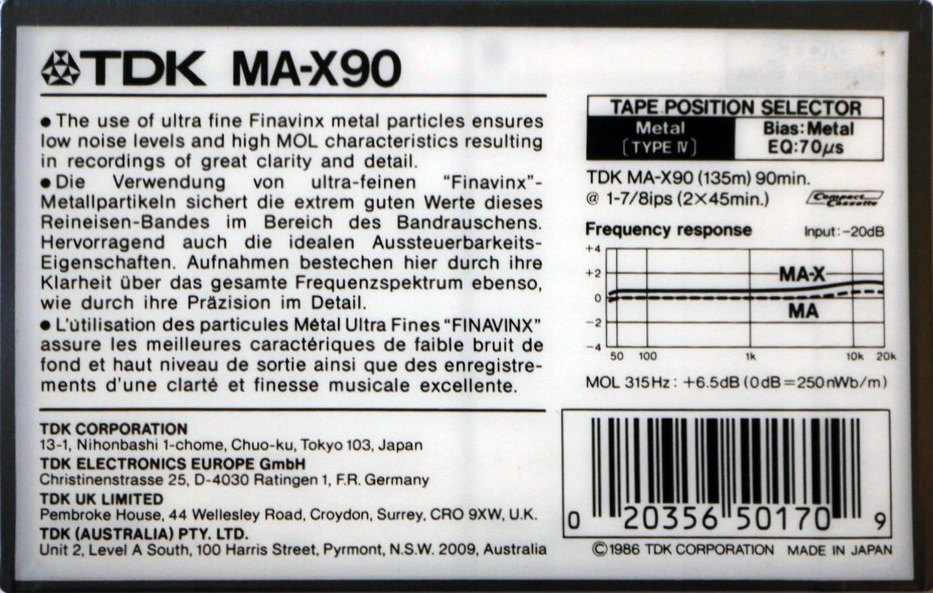 TDK MA-X90
• The use of ultra fine Finavinx metal particles ensures
low noise levels and high MOL characteristics resulting
in recordings of great clarity and detail.
• Die Verwendung von ultra-feinen "Finavinx"-
Metallpartikeln sichert die extrem guten Werte dieses
Reineisen-Bandes im Bereich des Bandrauschens.
Hervorragend auch die idealen Aussteuerbarkeits-
Eigenschaften. Aufnahmen bestechen hier durch ihre
Klarheit über das gesamte Frequenzspektrum ebenso,
wie durch ihre Präzision im Detail.
• L'útilisation des particules Métal Ultra Fines "FINAVINX"
assure les meilleures caractériques de faible bruit de
fond et haut niveau de sortie ainsi que des enregistre-
ments d'une clarté et finesse musicale excellente.
TDK CORPORATION
13-1, Nihonbashi 1-chome, Chuo-ku, Tokyo 103, Japan
TDK ELECTRONICS EUROPE GmbH
Christinenstrasse 25, D-4030 Ratingen 1, F.R. Germany
TDK UK LIMITED
Pembroke House, 44 Wellesley Road, Croydon, Surrey, CRO 9XW, U.K.
TDK (AUSTRALIA) PTY. LTD.
Unit 2, Level A South, 100 Harris Street, Pyrmont, N.S.W. 2009, Australia
TAPE POSITION SELECTOR
Metal
(TYPE IV)
Bias: Metal
EQ: 70μs
TDK MA-X90 (135m) 90min.
@ 1-7/8ips (2×45min.)
Compact Cassette
Frequency response Input: -20dB
+4
+2
0
-2
-4
MA-X
MA
50 100 1k 10k 20k
MOL 315Hz: +6.5dB (0dB=250nWb/m)
0 20356 50170 9
©1986 TDK CORPORATION MADE IN JAPAN